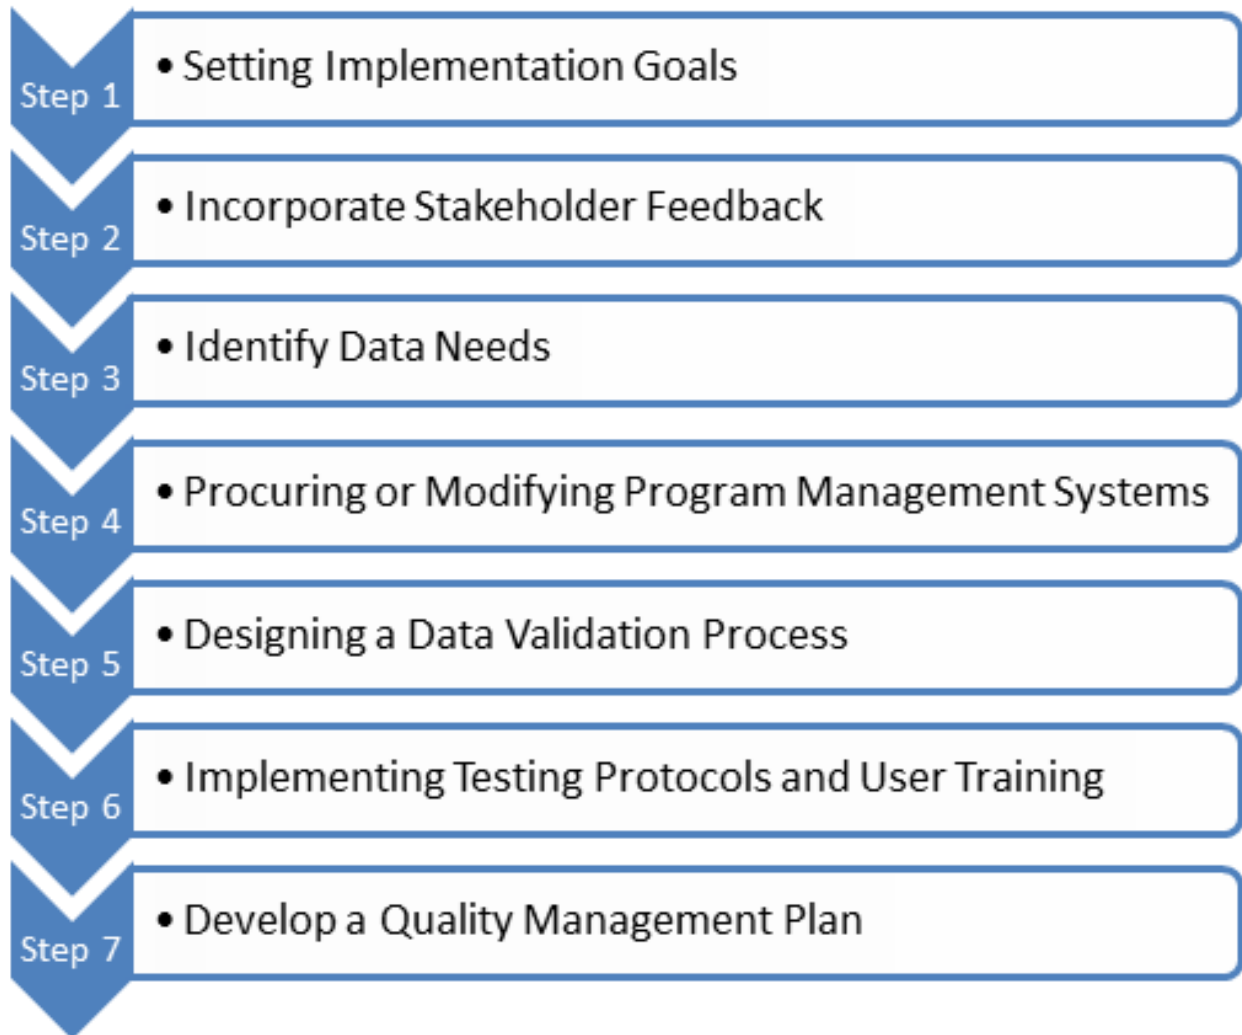 Step 1
• Setting Implementation Goals
Step 2
• Incorporate Stakeholder Feedback
Step 3
• Identify Data Needs
Step 4
• Procuring or Modifying Program Management Systems
Step 5
• Designing a Data Validation Process
Step 6
• Implementing Testing Protocols and User Training
Step 7
• Develop a Quality Management Plan